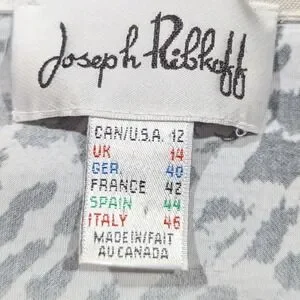 Joseph Ribkoff
CAN/U.S.A. 12
UK 14
GER. 40
FRANCE 42
SPAIN 44
ITALY 46
MADE IN/FAIT
AU CANADA